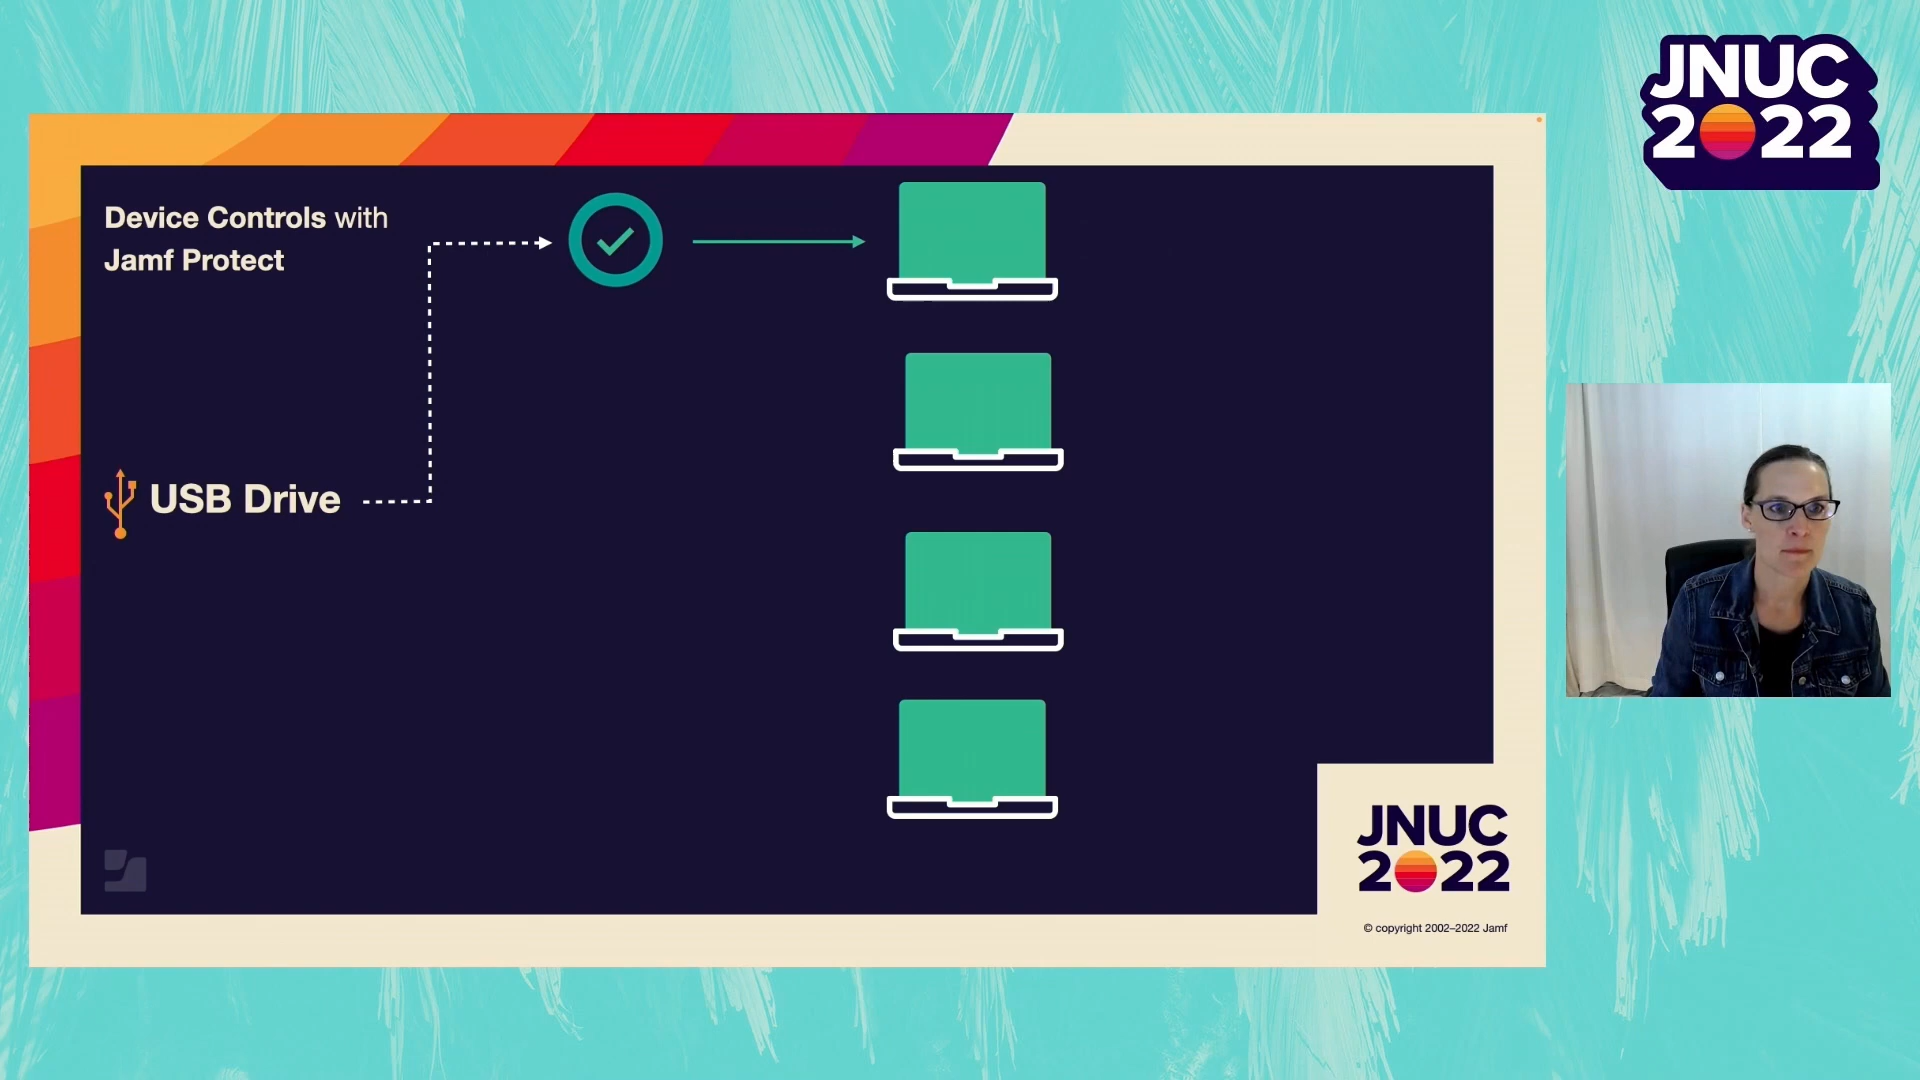 JNUC
2022
Device Controls with
Jamf Protect
USB Drive
JNUC
2022
© copyright 2002–2022 Jamf